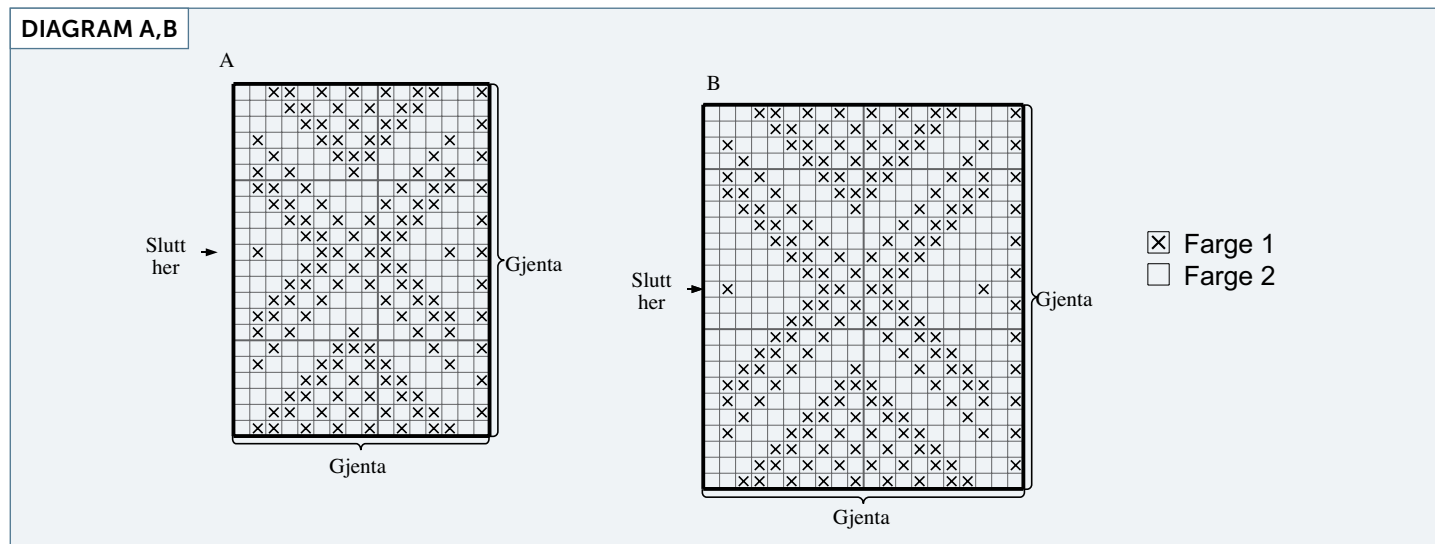 DIAGRAM A,B
A
Slutt
her
Gjenta
Gjenta
B
Slutt
her
Gjenta
Gjenta
Farge 1
Farge 2